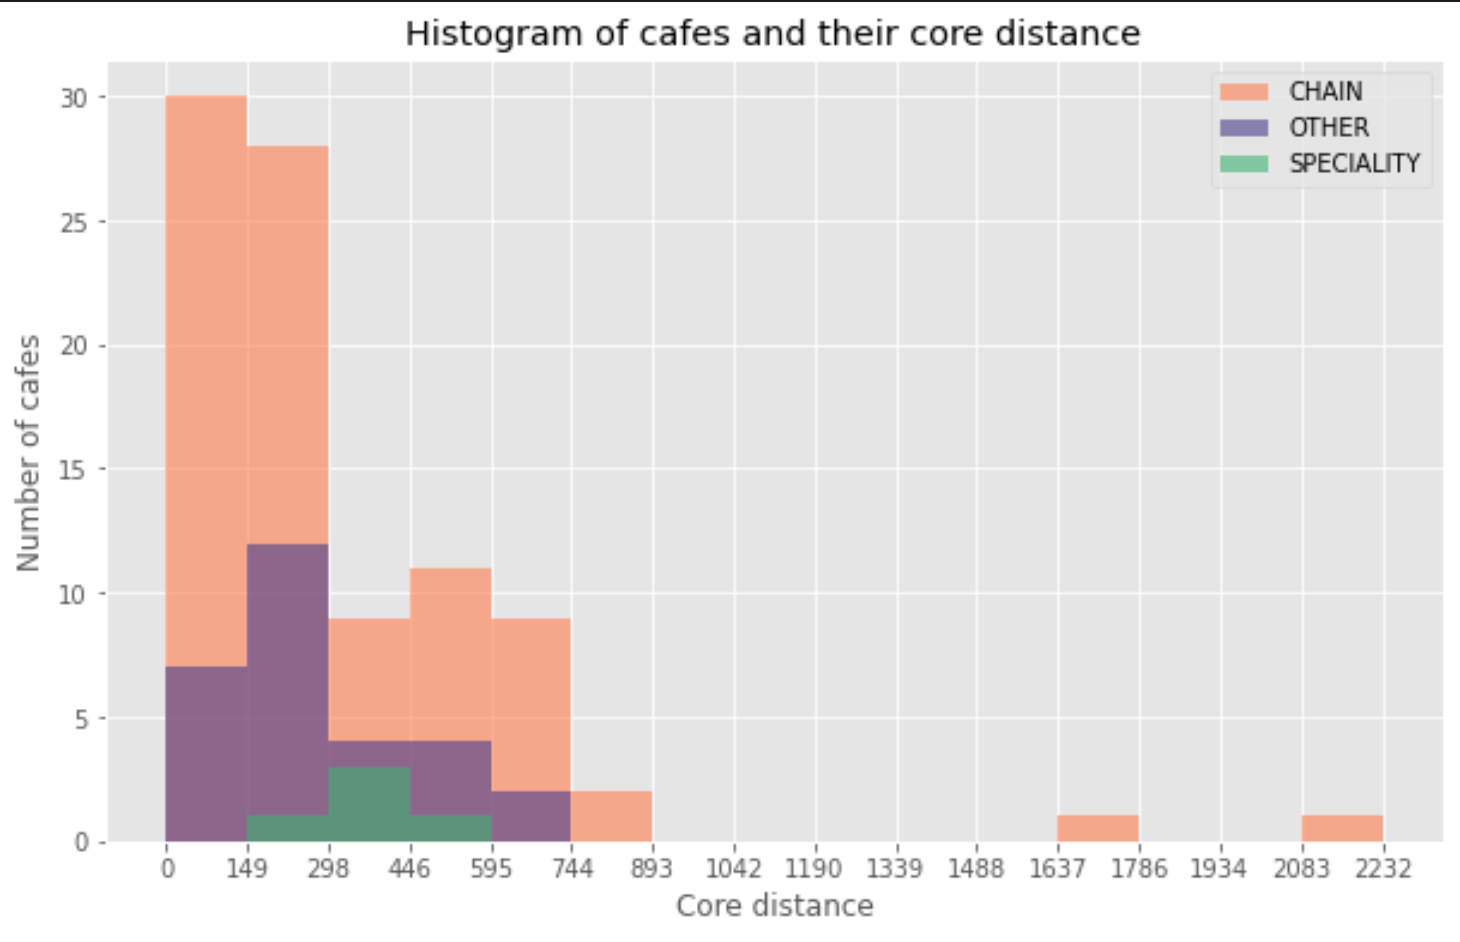 Histogram of cafes and their core distance
CHAIN
OTHER
SPECIALITY
Number of cafes
30
25
20
15
10
5
0
0 149 298 446 595 744 893 1042 1190 1339 1488 1637 1786 1934 2083 2232
Core distance